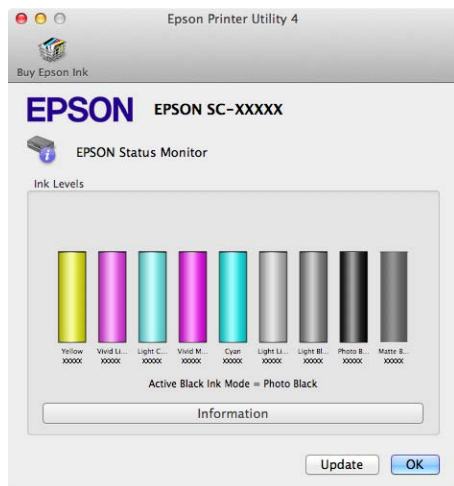 Epson Printer Utility 4
Buy Epson Ink
EPSON EPSON SC-XXXXX
EPSON Status Monitor
Ink Levels
Yellow Vivid Li... Light C... Vivid M... Cyan Light Li... Light Bl... Photo B... Matte B...
XXXXX XXXXX XXXXX XXXXX XXXXX XXXXX XXXXX XXXXX XXXXX
Active Black Ink Mode = Photo Black
Information
Update OK